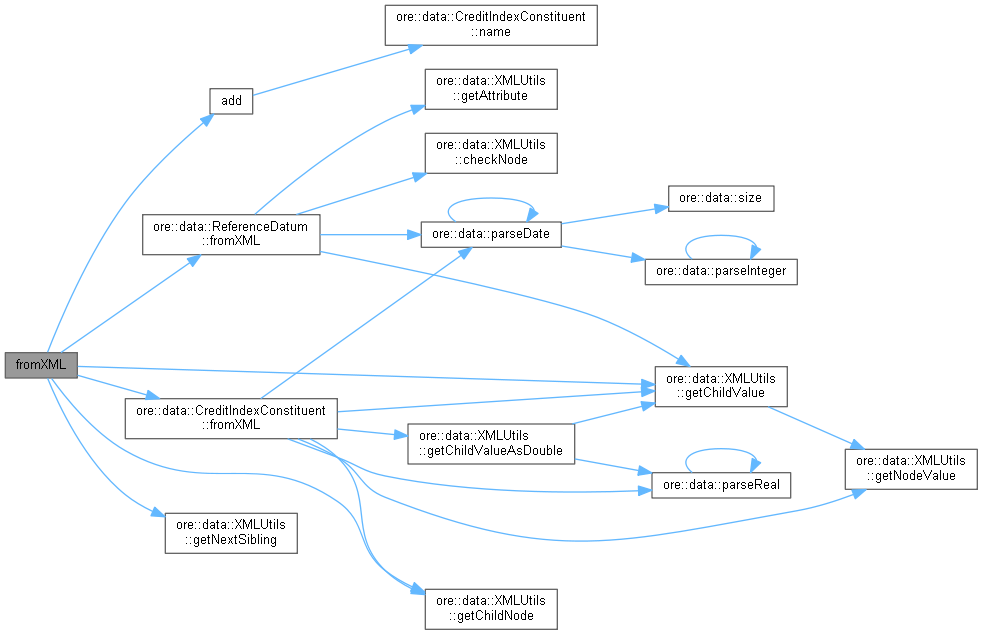 ore::data::CreditIndexConstituent
::name
ore::data::XMLUtils
::getAttribute
add
ore::data::XMLUtils
::checkNode
ore::data::size
ore::data::ReferenceDatum
::fromXML
ore::data::parseDate
ore::data::parseInteger
fromXML
ore::data::XMLUtils
::getChildValue
ore::data::CreditIndexConstituent
::fromXML
ore::data::XMLUtils
::getChildValueAsDouble
ore::data::XMLUtils
::getNodeValue
ore::data::parseReal
ore::data::XMLUtils
::getNextSibling
ore::data::XMLUtils
::getChildNode